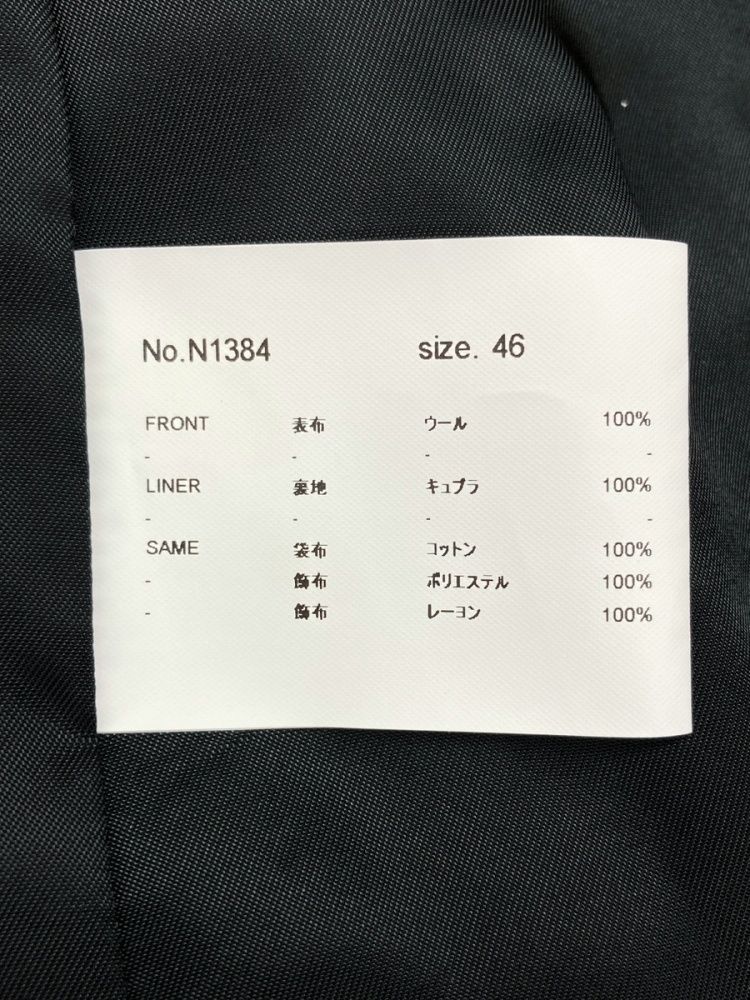 No.N1384 size. 46
FRONT 表布 ウール 100%
- - - -
LINER 裏地 キュプラ 100%
- - - -
SAME 袋布 コットン 100%
- 飾布 ポリエステル 100%
- 飾布 レーヨン 100%